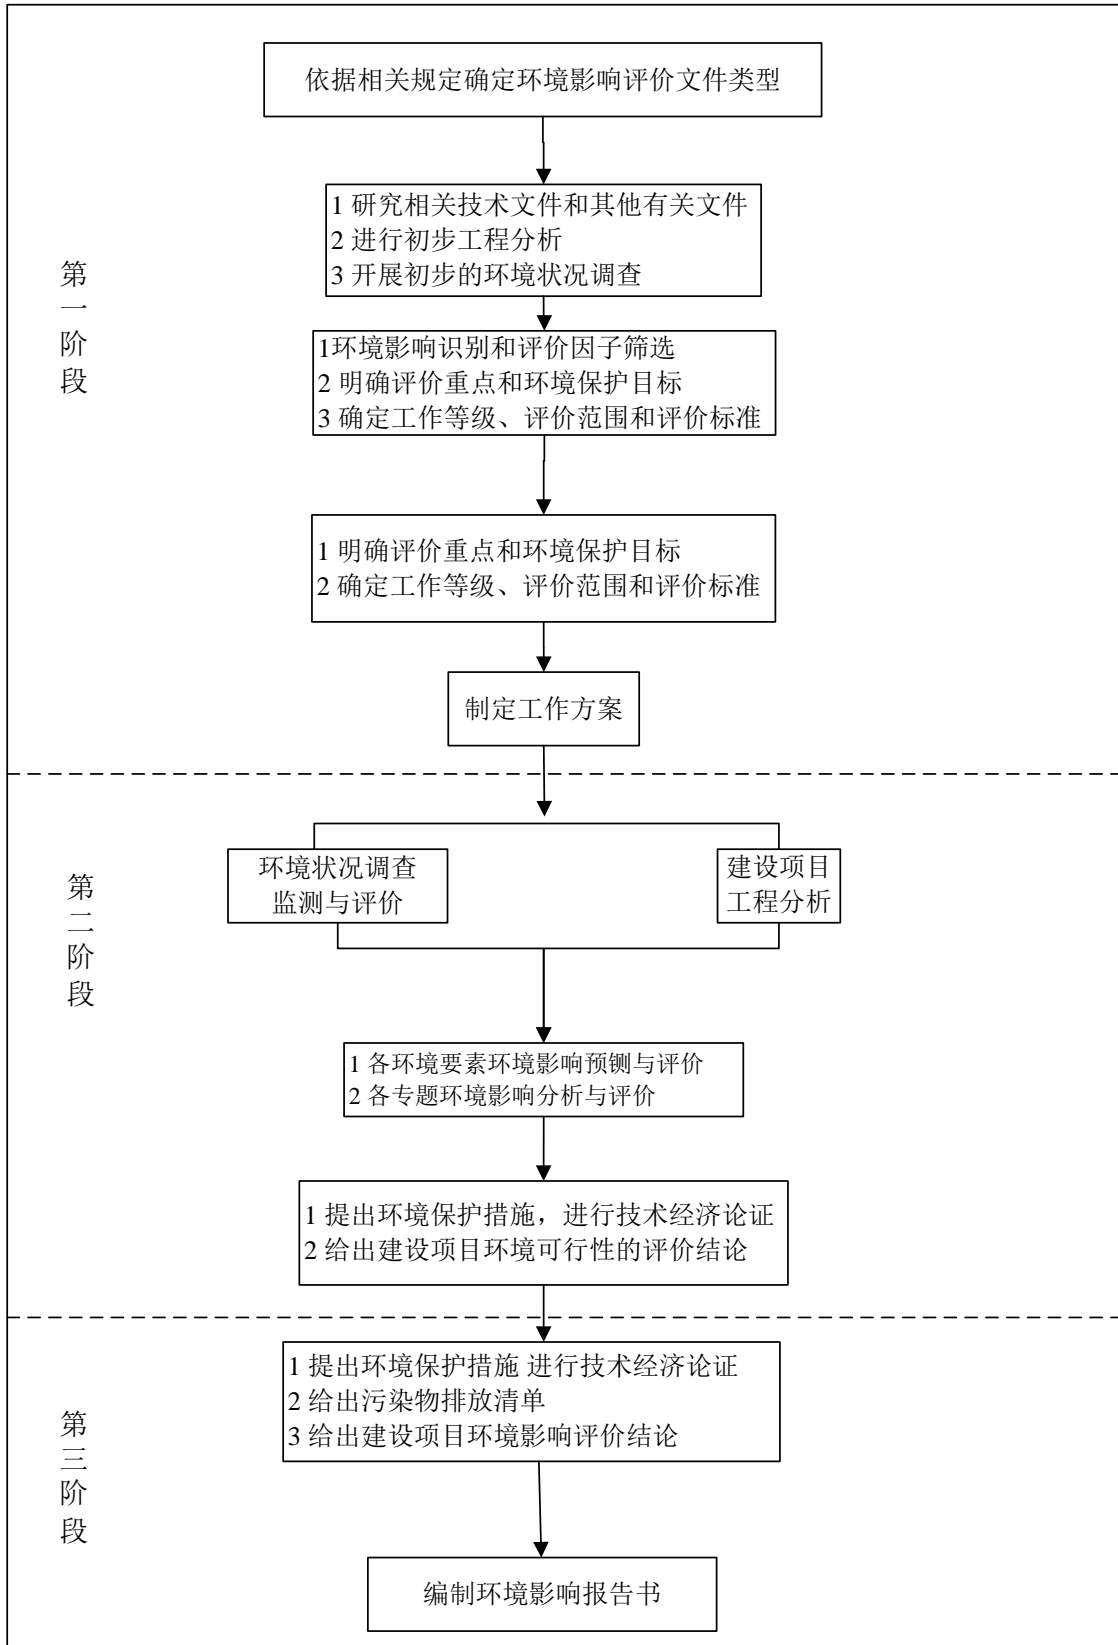 依据相关规定确定环境影响评价文件类型
1 研究相关技术文件和其他有关文件
2 进行初步工程分析
3 开展初步的环境状况调查
第一阶段
1环境影响识别和评价因子筛选
2 明确评价重点和环境保护目标
3 确定工作等级、评价范围和评价标准
1 明确评价重点和环境保护目标
2 确定工作等级、评价范围和评价标准
制定工作方案
第二阶段
环境状况调查
监测与评价
建设项目
工程分析
1 各环境要素环境影响预铡与评价
2 各专题环境影响分析与评价
1 提出环境保护措施，进行技术经济论证
2 给出建设项目环境可行性的评价结论
第三阶段
1 提出环境保护措施 进行技术经济论证
2 给出污染物排放清单
3 给出建设项目环境影响评价结论
编制环境影响报告书